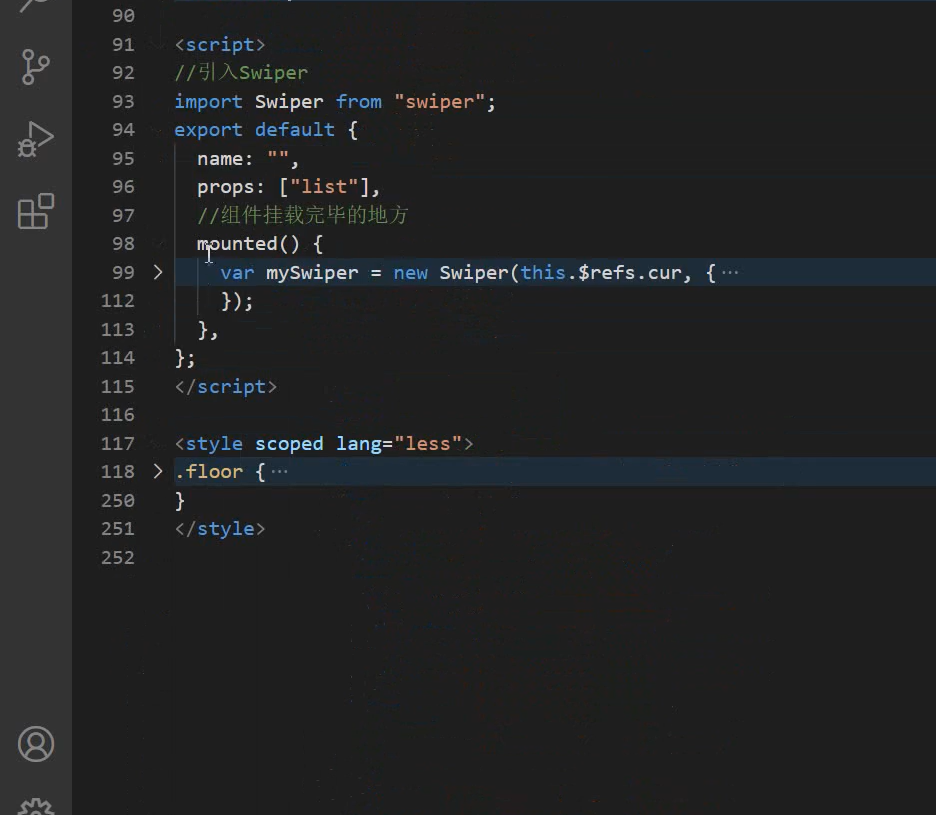 90
91 <script>
92 //引入Swiper
93 import Swiper from "swiper";
94 export default {
95   name: "",
96   props: ["list"],
97   //组件挂载完毕的地方
98   mounted() {
99     var mySwiper = new Swiper(this.$refs.cur, {···
112     });
113   },
114 };
115 </script>
116
117 <style scoped lang="less">
118 .floor {···
250 }
251 </style>
252